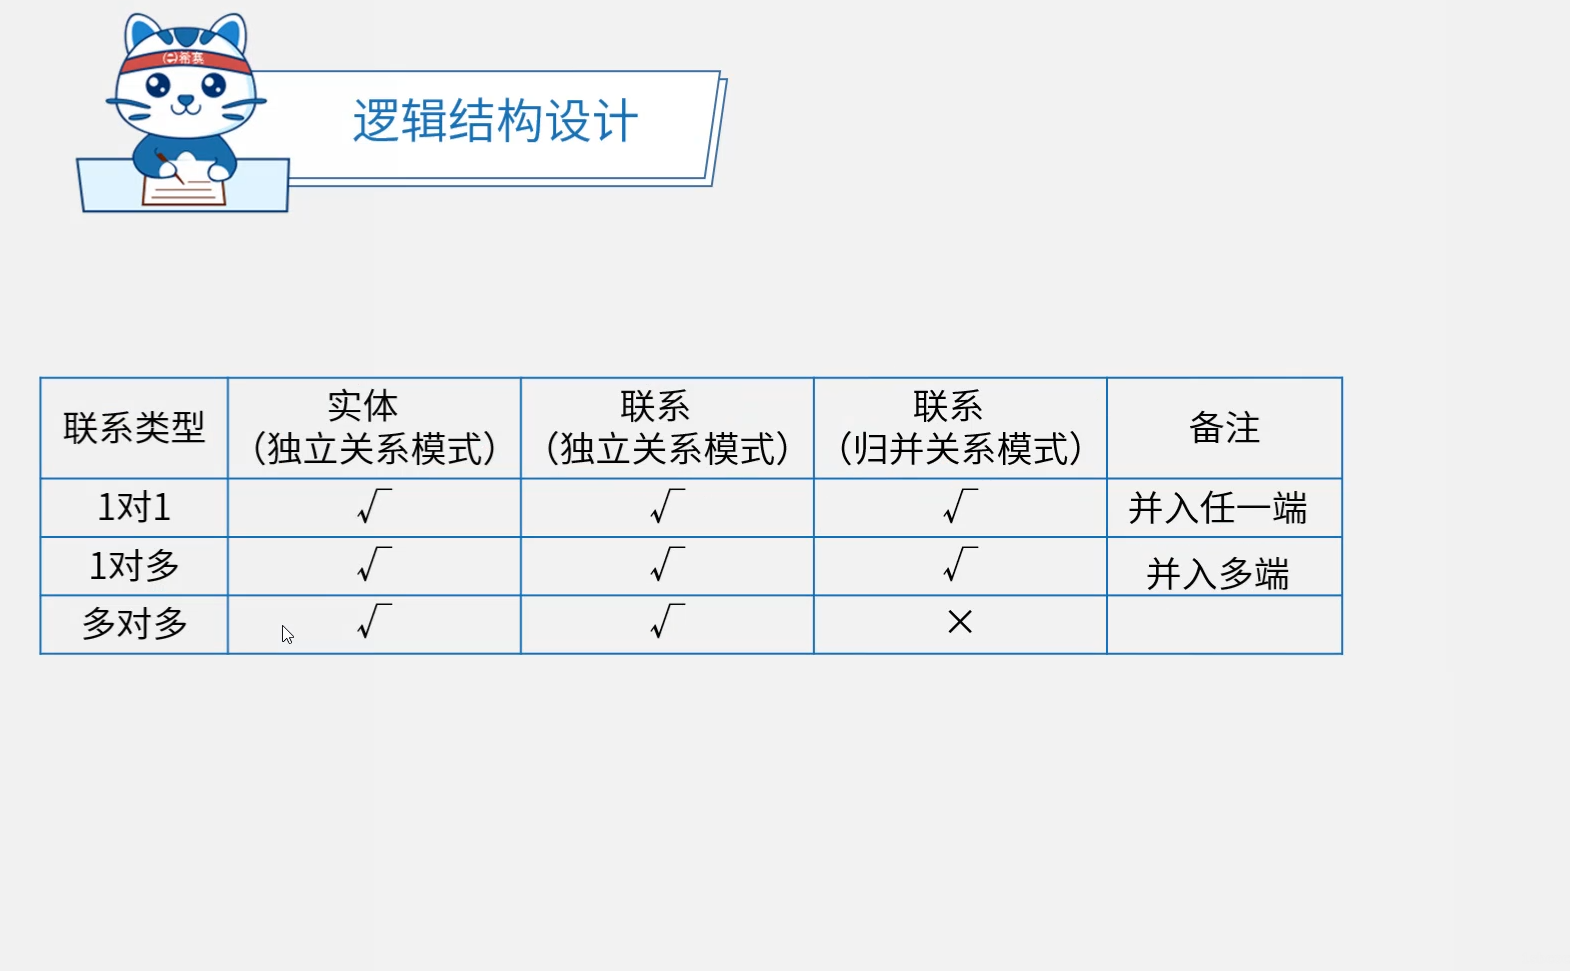 希赛
逻辑结构设计
联系类型
实体
（独立关系模式）
联系
（独立关系模式）
联系
（归并关系模式）
备注
1对1 √ √ √ 并入任一端
1对多 √ √ √ 并入多端
多对多 √ √ ×